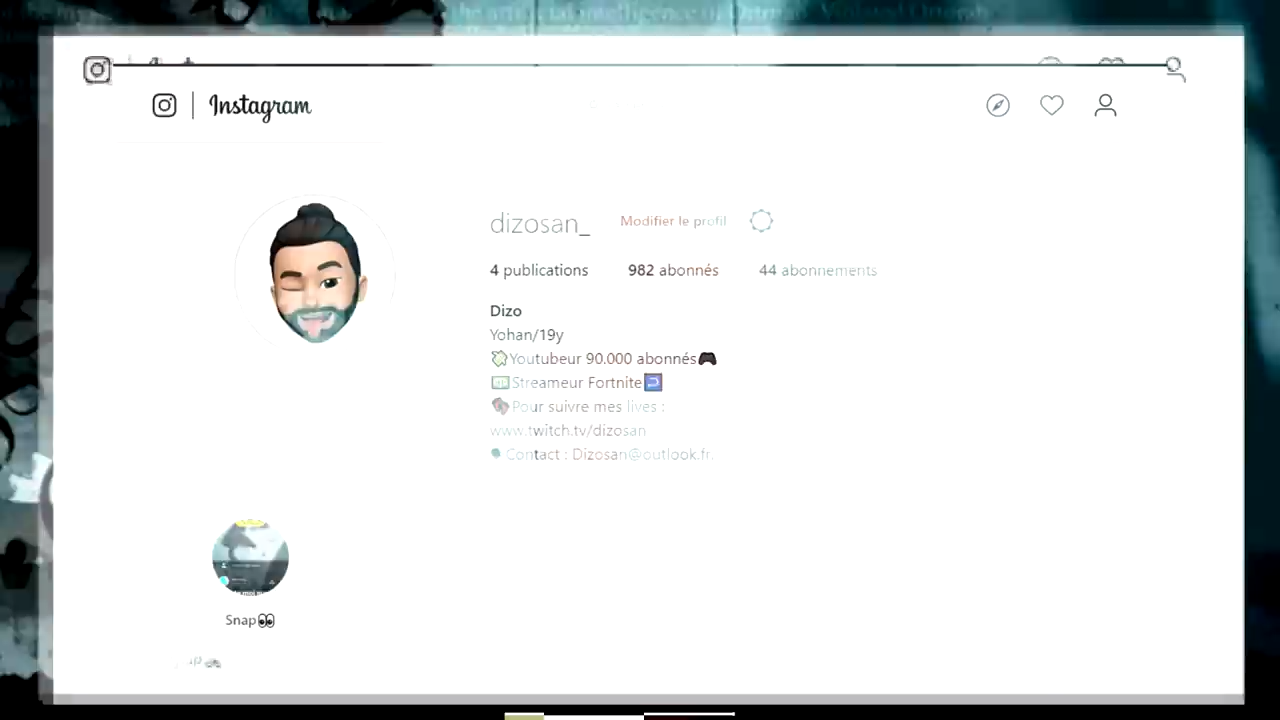 Instagram
dizosan_ Modifier le profil
4 publications 982 abonnés 44 abonnements
Dizo
Yohan/19y
Youtubeur 90.000 abonnés
Streameur Fortnite
Pour suivre mes lives :
www.twitch.tv/dizosan
Contact : Dizosan@outlook.fr.
Snap